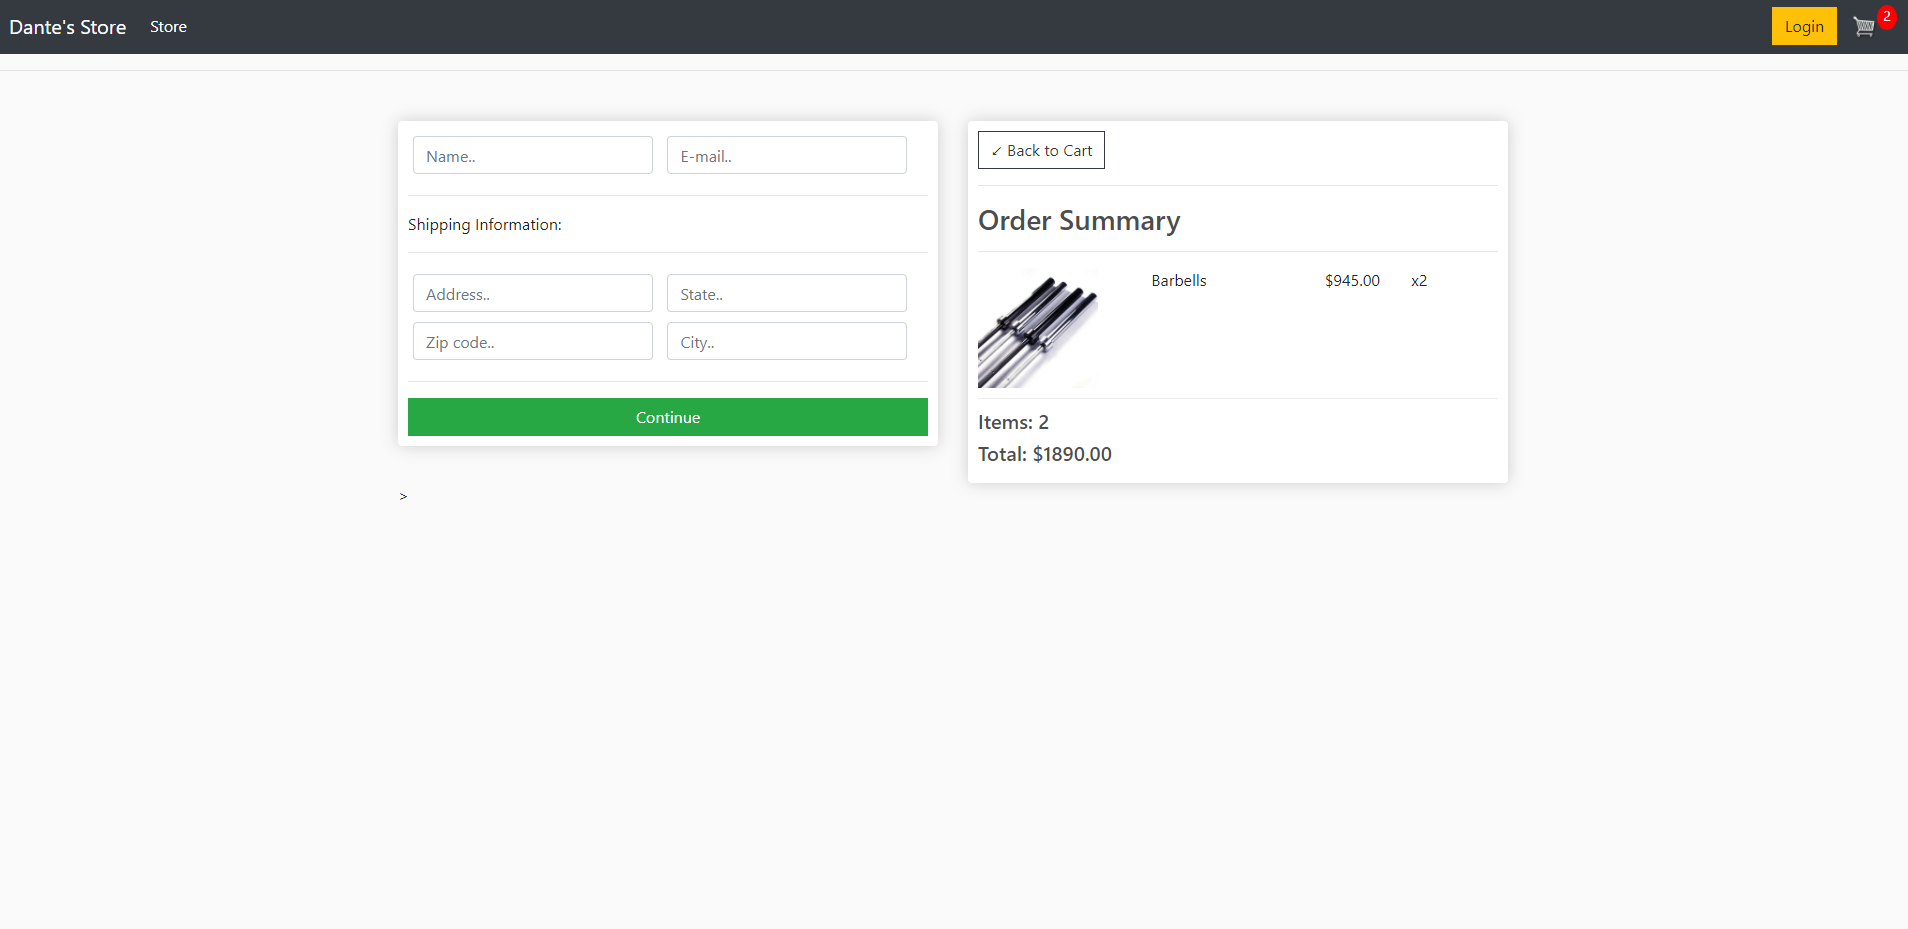 Dante's Store Store Login 2
Name.. E-mail..
Shipping Information:
Address.. State..
Zip code.. City..
Continue
>
↙ Back to Cart
Order Summary
Barbells $945.00 x2
Items: 2
Total: $1890.00